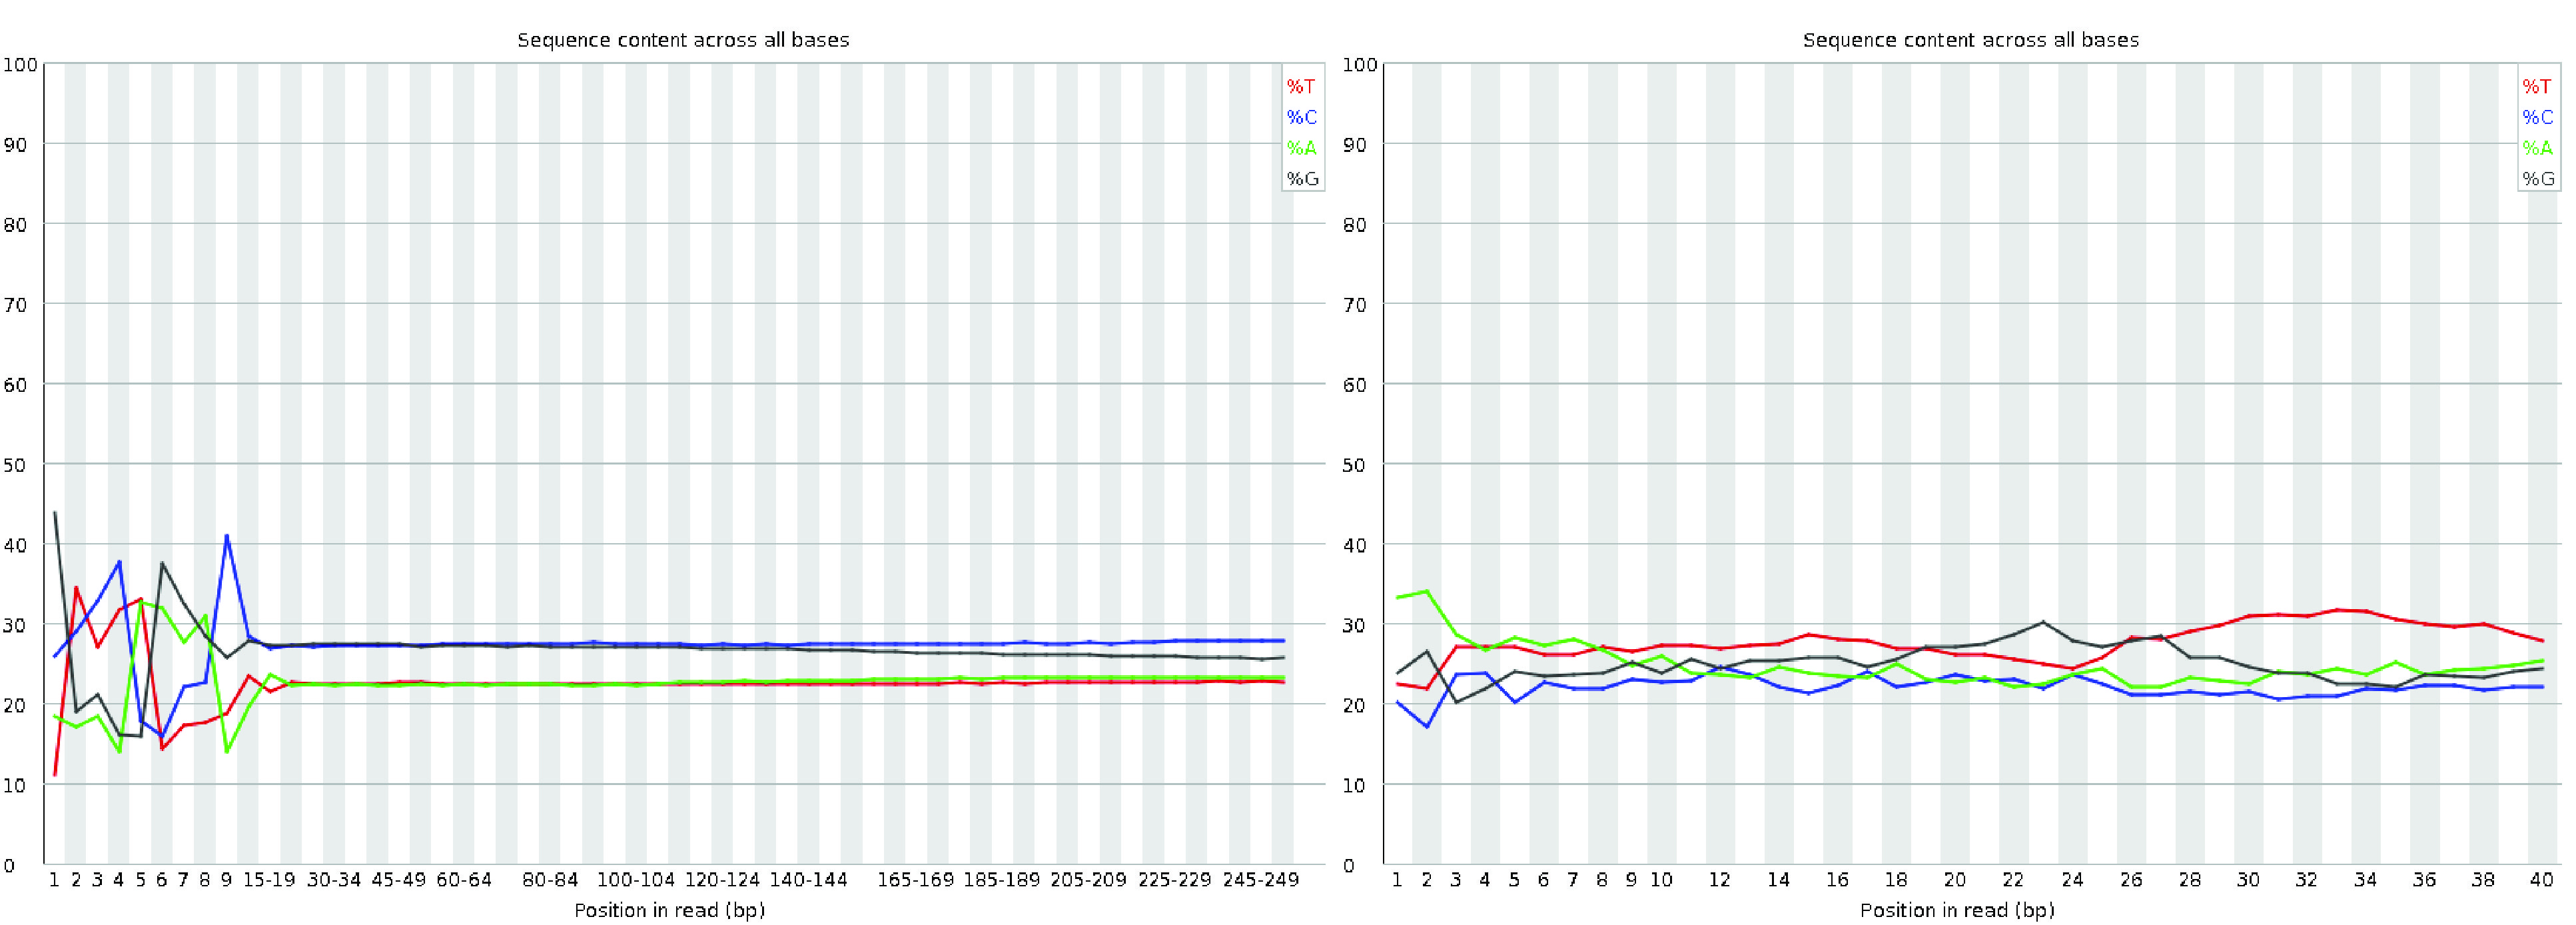 Sequence content across all bases
100
90
80
70
60
50
40
30
20
10
0
%T
%C
%A
%G
1 2 3 4 5 6 7 8 9 15-19 30-34 45-49 60-64 80-84 100-104 120-124 140-144 165-169 185-189 205-209 225-229 245-249
Position in read (bp)
Sequence content across all bases
100
90
80
70
60
50
40
30
20
10
0
%T
%C
%A
%G
1 2 3 4 5 6 7 8 9 10 12 14 16 18 20 22 24 26 28 30 32 34 36 38 40
Position in read (bp)